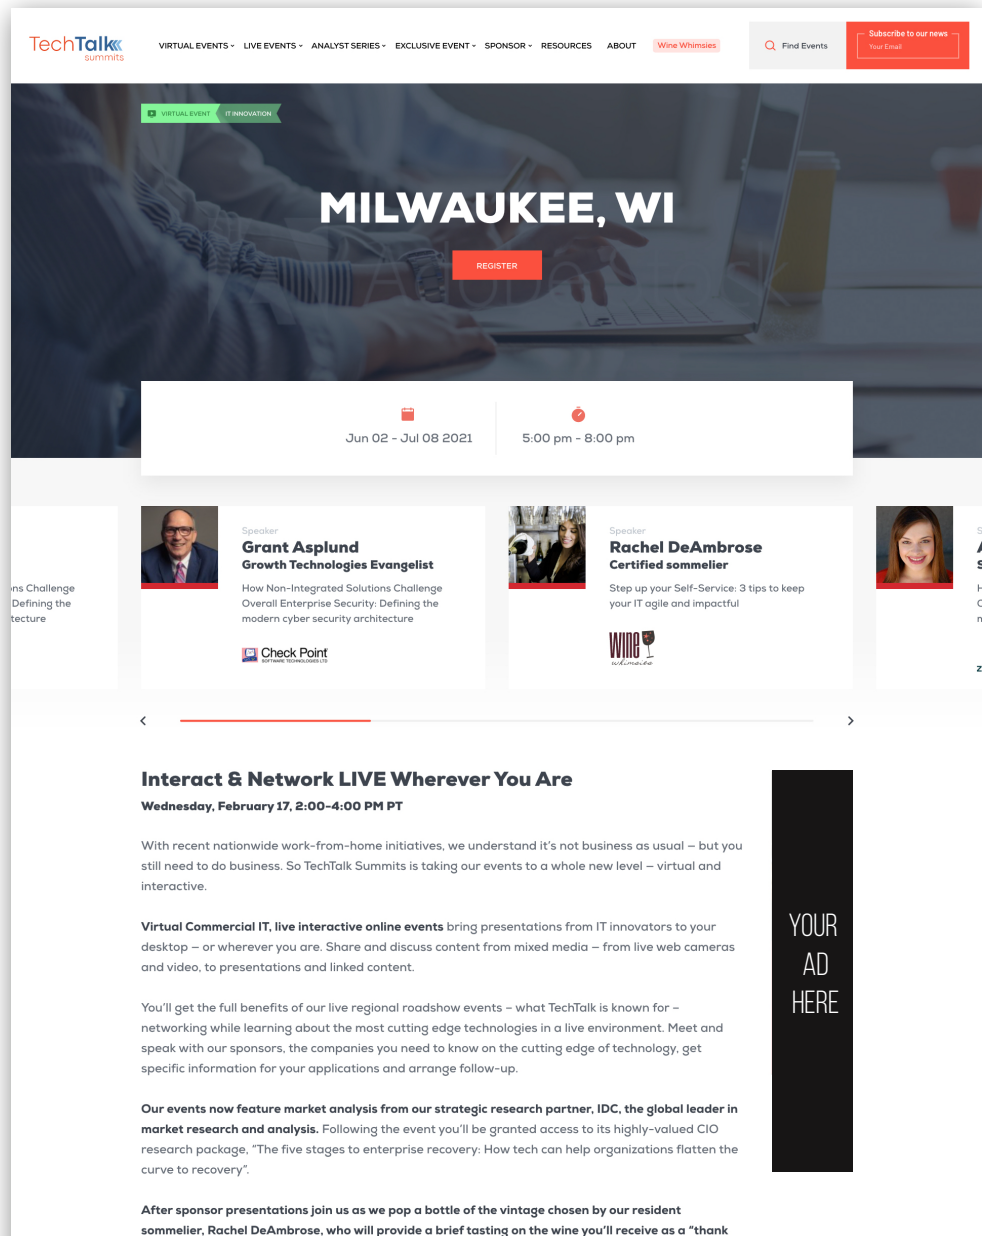 TechTalk
summits
VIRTUAL EVENTS
LIVE EVENTS
ANALYST SERIES
EXCLUSIVE EVENT
SPONSOR
RESOURCES
ABOUT
Wine Whimsies
Find Events
Subscribe to our news
Your Email
VIRTUAL EVENT
IT INNOVATION
MILWAUKEE, WI
REGISTER
Jun 02 - Jul 08 2021
5:00 pm - 8:00 pm
Challenge
Defining the
Speaker
Grant Asplund
Growth Technologies Evangelist
How Non-Integrated Solutions Challenge
Overall Enterprise Security: Defining the
modern cyber security architecture
Check Point
SOFTWARE TECHNOLOGIES LTD
Speaker
Rachel DeAmbrose
Certified sommelier
Step up your Self-Service: 3 tips to keep
your IT agile and impactful
WINE
whimsies
Interact & Network LIVE Wherever You Are
Wednesday, February 17, 2:00-4:00 PM PT
With recent nationwide work-from-home initiatives, we understand it's not business as usual – but you
still need to do business. So TechTalk Summits is taking our events to a whole new level – virtual and
interactive.
Virtual Commercial IT, live interactive online events bring presentations from IT innovators to your
desktop – or wherever you are. Share and discuss content from mixed media – from live web cameras
and video, to presentations and linked content.
You'll get the full benefits of our live regional roadshow events – what TechTalk is known for –
networking while learning about the most cutting edge technologies in a live environment. Meet and
speak with our sponsors, the companies you need to know on the cutting edge of technology, get
specific information for your applications and arrange follow-up.
Our events now feature market analysis from our strategic research partner, IDC, the global leader in
market research and analysis. Following the event you'll be granted access to its highly-valued CIO
research package, "The five stages to enterprise recovery: How tech can help organizations flatten the
curve to recovery".
After sponsor presentations join us as we pop a bottle of the vintage chosen by our resident
sommelier, Rachel DeAmbrose, who will provide a brief tasting on the wine you'll receive as a "thank
YOUR
AD
HERE